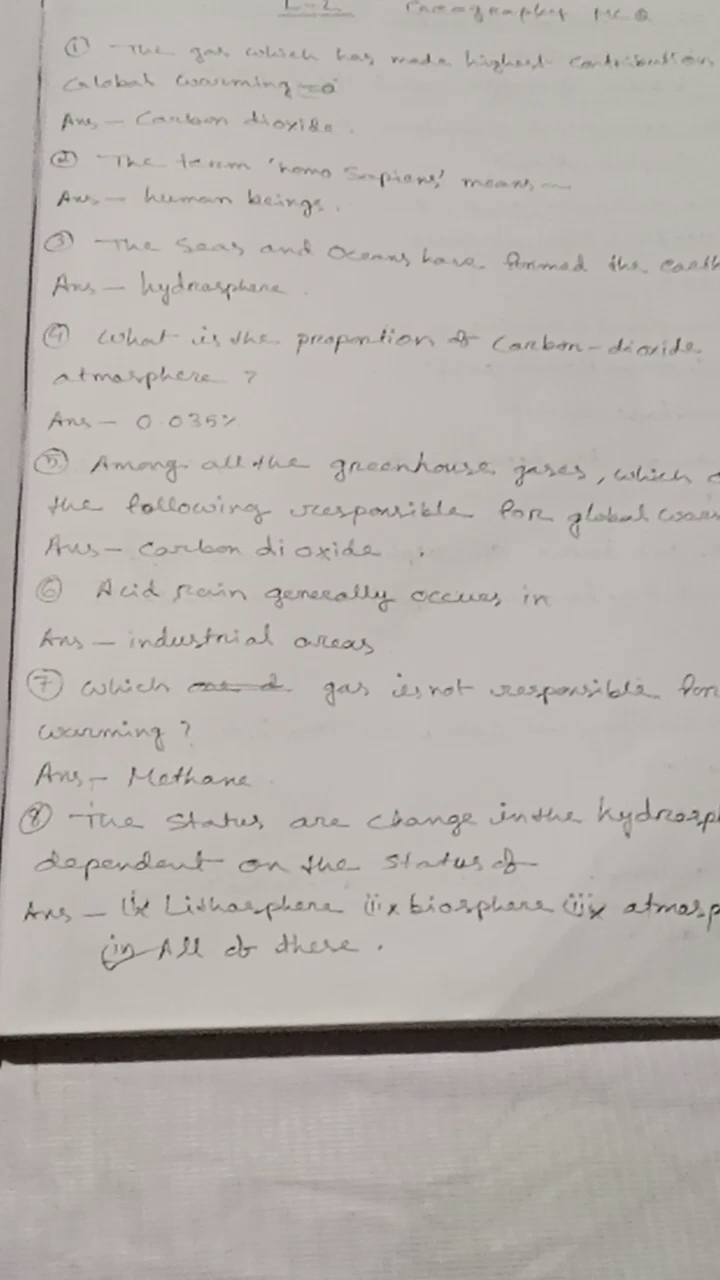 L-2 MCQ
① The gas which has made highest contribution
Global warming
Ans - Carbon dioxide.
② The term 'homo Sapians' means -
Ans - human beings.
③ The Seas and Oceans have formed the earth
Ans - hydrosphere.
④ What is the proportion of Carbon-dioxide
atmosphere ?
Ans - 0.035%
⑤ Among all the greenhouse gases, which
the following responsible for global
Ans - Carbon dioxide.
⑥ Acid rain generally occurs in
Ans - industrial areas
⑦ Which gas is not responsible for
warming ?
Ans - Methane
⑧ The Status are change in the hydrosp
dependent on the status of
Ans - i) Lithosphere ii) biosphere iii) atmosp
iv) All of these.